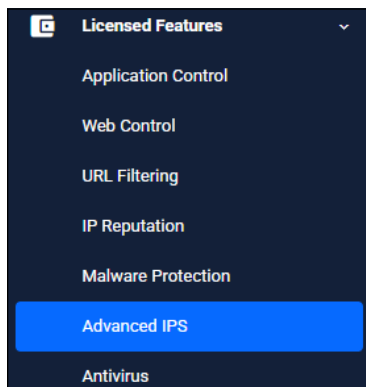 Licensed Features
Application Control
Web Control
URL Filtering
IP Reputation
Malware Protection
Advanced IPS
Antivirus